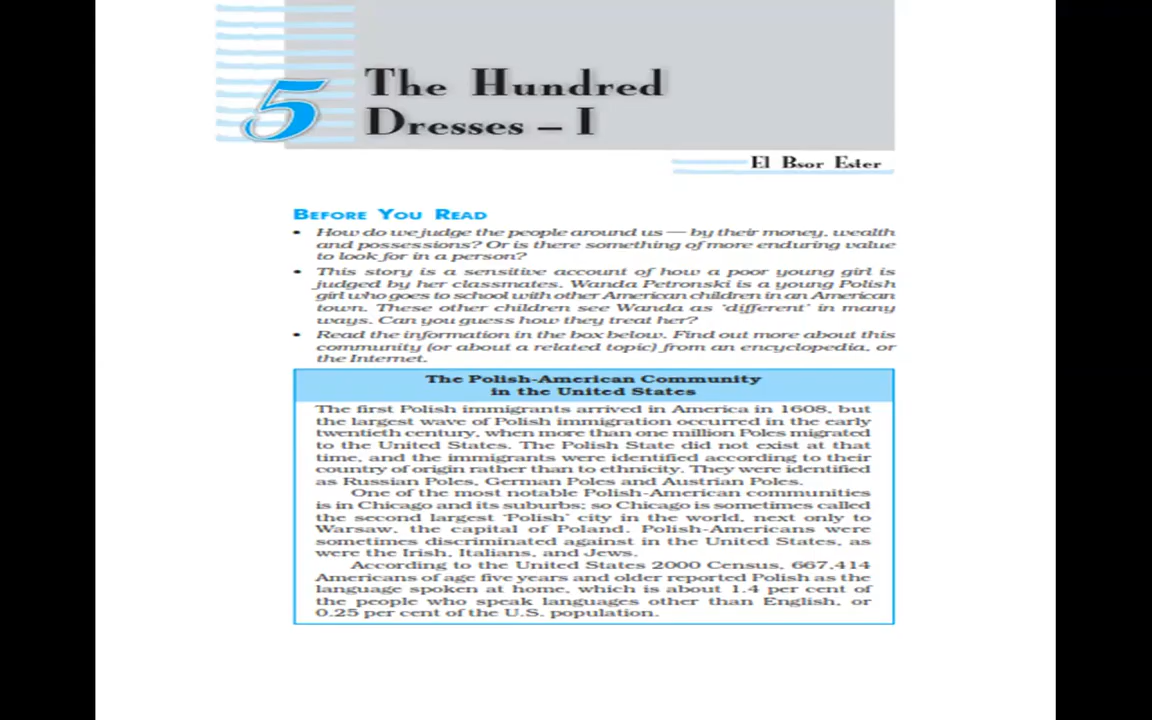 5
The Hundred
Dresses – I
El Bsor Ester
BEFORE YOU READ
• How do we judge the people around us — by their money, wealth
and possessions? Or is there something of more enduring value
to look for in a person?
• This story is a sensitive account of how a poor young girl is
judged by her classmates. Wanda Petronski is a young Polish
girl who goes to school with other American children in an American
town. These other children see Wanda as ‘different’ in many
ways. Can you guess how they treat her?
• Read the information in the box below. Find out more about this
community (or about a related topic) from an encyclopedia, or
the Internet.
The Polish-American Community
in the United States
The first Polish immigrants arrived in America in 1608, but
the largest wave of Polish immigration occurred in the early
twentieth century, when more than one million Poles migrated
to the United States. The Polish State did not exist at that
time, and the immigrants were identified according to their
country of origin rather than to ethnicity. They were identified
as Russian Poles, German Poles and Austrian Poles.
One of the most notable Polish-American communities
is in Chicago and its suburbs; so Chicago is sometimes called
the second largest ‘Polish’ city in the world, next only to
Warsaw, the capital of Poland. Polish-Americans were
sometimes discriminated against in the United States, as
were the Irish, Italians, and Jews.
According to the United States 2000 Census, 667,414
Americans of age five years and older reported Polish as the
language spoken at home, which is about 1.4 per cent of
the people who speak languages other than English, or
0.25 per cent of the U.S. population.